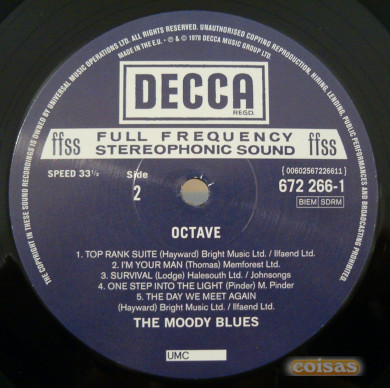 THE COPYRIGHT IN THESE SOUND RECORDINGS IS OWNED BY UNIVERSAL MUSIC OPERATIONS LTD. ALL RIGHTS RESERVED. UNAUTHORISED COPYING, REPRODUCTION, HIRING, LENDING, PUBLIC PERFORMANCES AND BROADCASTING PROHIBITED.
MADE IN THE E.U. • ℗ & © 1978 DECCA MUSIC GROUP LTD.
DECCA
REGD.
ffss FULL FREQUENCY ffss
STEREOPHONIC SOUND
SPEED 33⅓ Side 2
(00602567226611)
672 266-1
BIEM SDRM
OCTAVE
1. TOP RANK SUITE (Hayward) Bright Music Ltd. / Ilfaend Ltd.
2. I'M YOUR MAN (Thomas) Memforest Ltd.
3. SURVIVAL (Lodge) Halesouth Ltd. / Johnsongs
4. ONE STEP INTO THE LIGHT (Pinder) M. Pinder
5. THE DAY WE MEET AGAIN
(Hayward) Bright Music Ltd. / Ilfaend Ltd.
THE MOODY BLUES
UMC
coisas